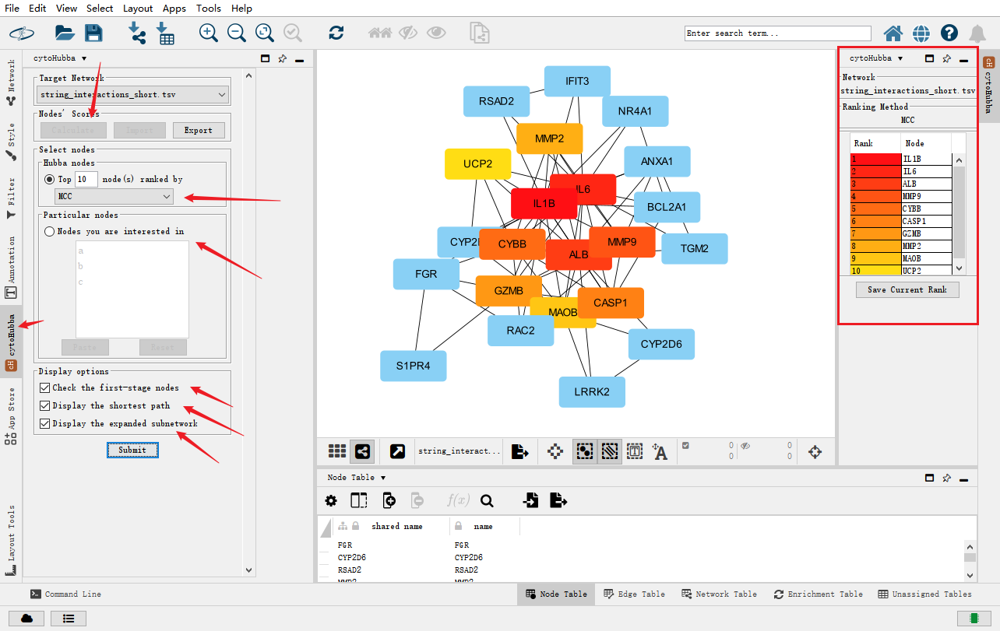 File Edit View Select Layout Apps Tools Help
Enter search term...
Network
Style
Filter
Annotation
cytoHubba
cH
App Store
Layout Tools
cytoHubba
Target Network
string_interactions_short.tsv
Nodes' Scores
Calculate Import Export
Select nodes
Hubba nodes
Top 10 node(s) ranked by
MCC
Particular nodes
Nodes you are interested in
a
b
c
Paste Reset
Display options
Check the first-stage nodes
Display the shortest path
Display the expanded subnetwork
Submit
IFIT3
RSAD2
NR4A1
MMP2
UCP2
ANXA1
IL6
IL1B
BCL2A1
CYP2
CYBB
MMP9
TGM2
ALB
FGR
GZMB
CASP1
MAOB
RAC2
CYP2D6
S1PR4
LRRK2
string_interact...
0 0
0 0
cytoHubba
Network
string_interactions_short.tsv
Ranking Method
MCC
Rank Node
1 IL1B
2 IL6
3 ALB
4 MMP9
5 CYBB
6 CASP1
7 GZMB
8 MMP2
9 MAOB
10 UCP2
Save Current Rank
cH
cytoHubba
Node Table
f(x)
shared name name
FGR FGR
CYP2D6 CYP2D6
RSAD2 RSAD2
MMP2 MMP2
Command Line
Node Table Edge Table Network Table Enrichment Table Unassigned Tables